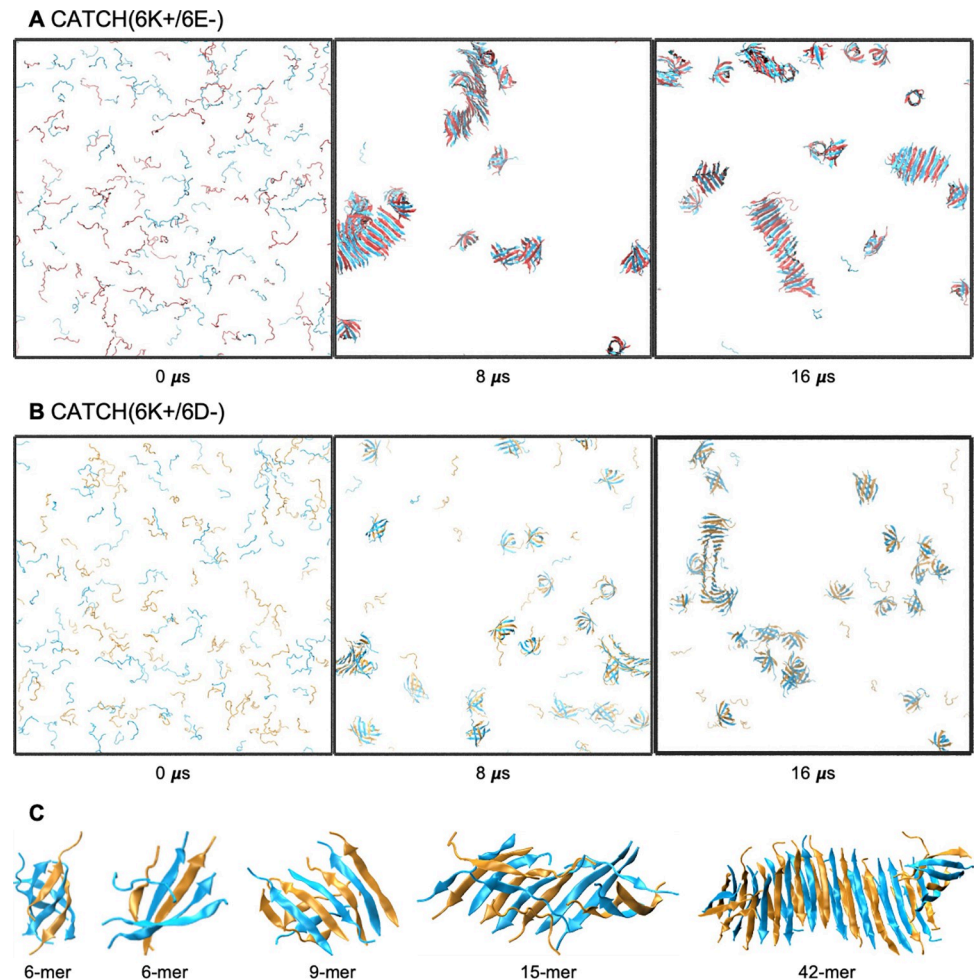 A CATCH(6K+/6E-)
0 µs
8 µs
16 µs
B CATCH(6K+/6D-)
0 µs
8 µs
16 µs
C
6-mer
6-mer
9-mer
15-mer
42-mer